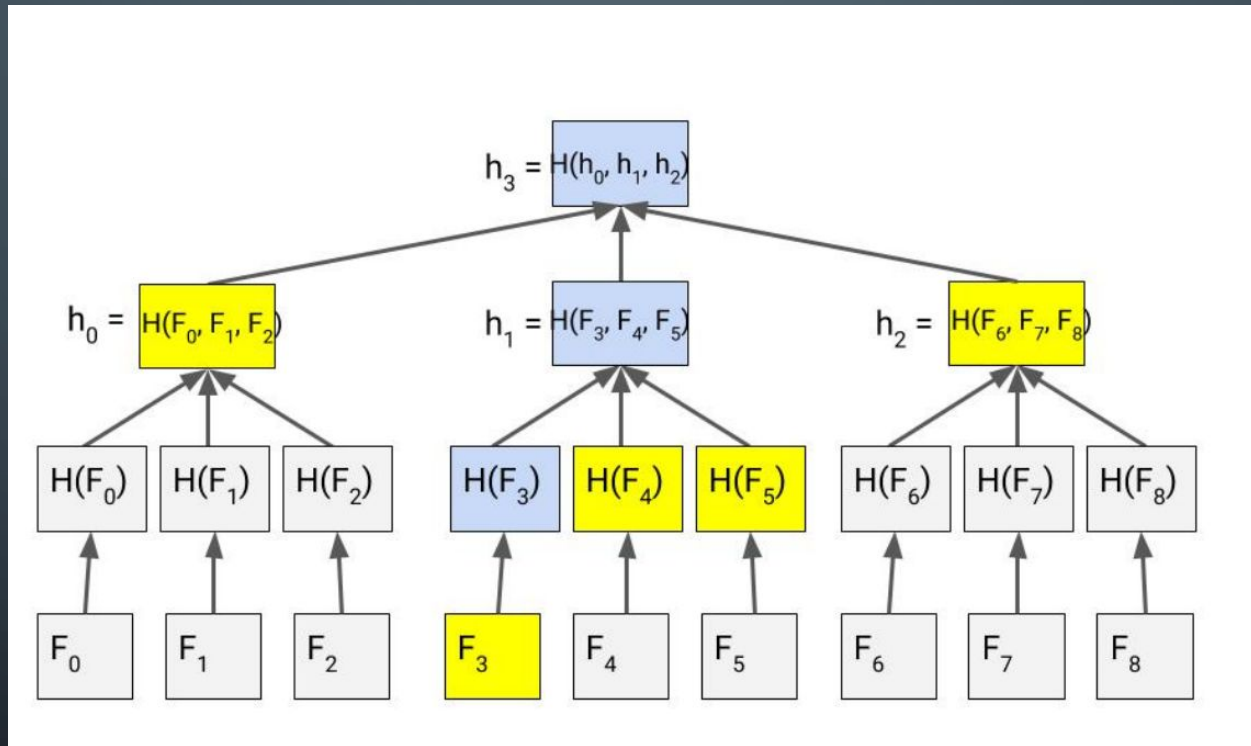 h₃ = H(h₀, h₁, h₂)
h₀ = H(F₀, F₁, F₂) h₁ = H(F₃, F₄, F₅) h₂ = H(F₆, F₇, F₈)
H(F₀) H(F₁) H(F₂) H(F₃) H(F₄) H(F₅) H(F₆) H(F₇) H(F₈)
F₀ F₁ F₂ F₃ F₄ F₅ F₆ F₇ F₈